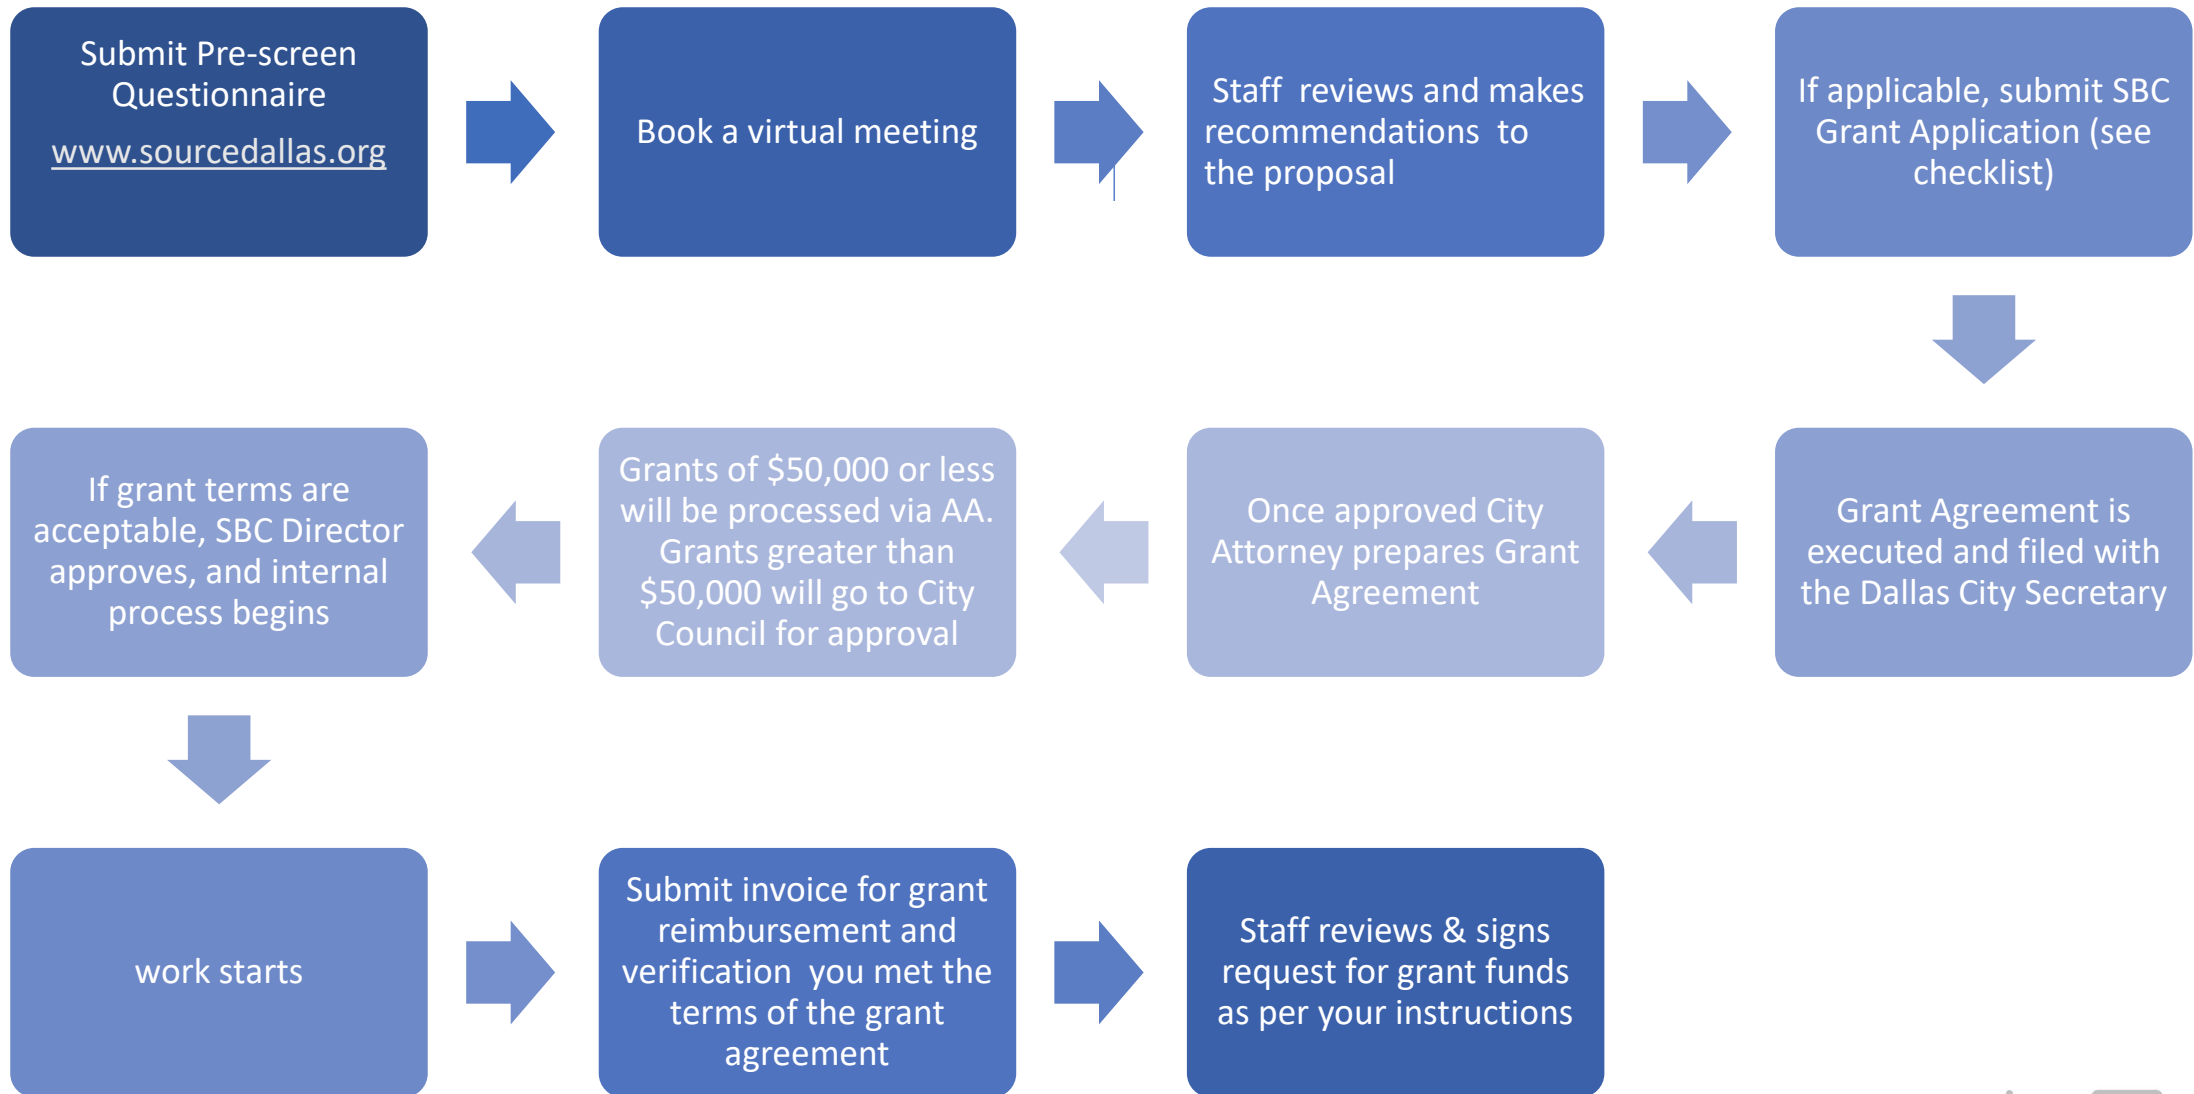 Submit Pre-screen
Questionnaire
www.sourcedallas.org
Book a virtual meeting
Staff  reviews and makes
recommendations  to
the proposal
If applicable, submit SBC
Grant Application (see
checklist)
Grant Agreement is
executed and filed with
the Dallas City Secretary
Once approved City
Attorney prepares Grant
Agreement
Grants of $50,000 or less
will be processed via AA.
Grants greater than
$50,000 will go to City
Council for approval
If grant terms are
acceptable, SBC Director
approves, and internal
process begins
work starts
Submit invoice for grant
reimbursement and
verification  you met the
terms of the grant
agreement
Staff reviews & signs
request for grant funds
as per your instructions